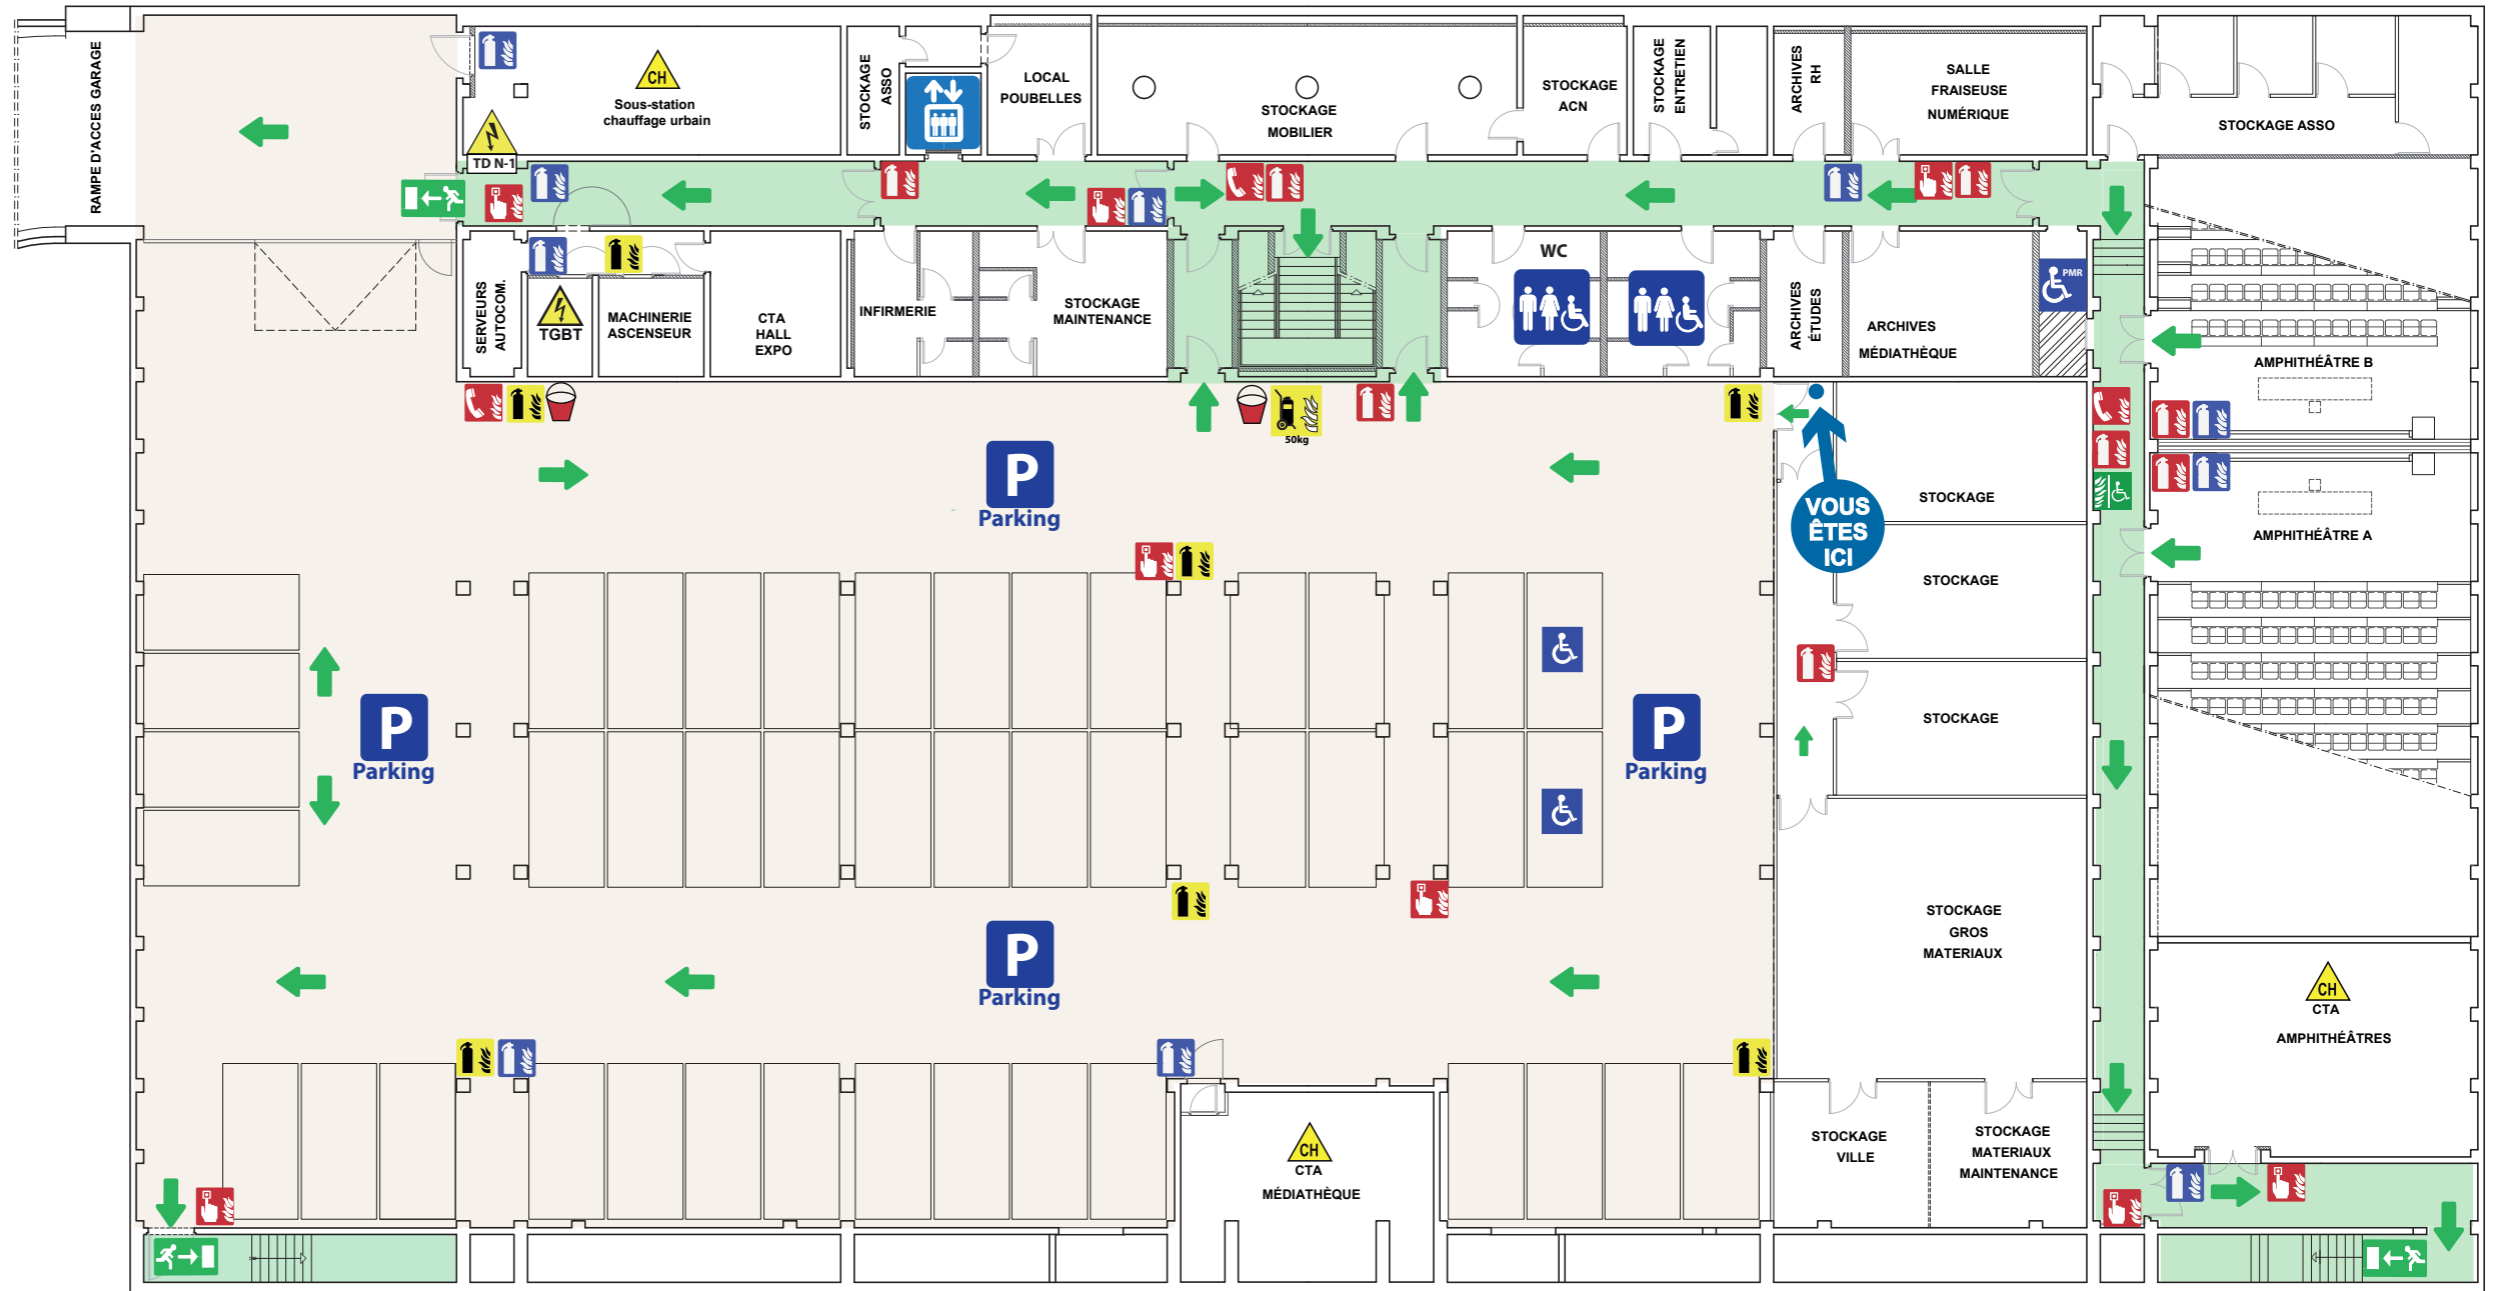 RAMPE D'ACCES GARAGE
CH
Sous-station
chauffage urbain
TD N-1
STOCKAGE
ASSO
LOCAL
POUBELLES
STOCKAGE
MOBILIER
STOCKAGE
ACN
STOCKAGE
ENTRETIEN
ARCHIVES
RH
SALLE
FRAISEUSE
NUMÉRIQUE
STOCKAGE ASSO
SERVEURS
AUTOCOM.
TGBT
MACHINERIE
ASCENSEUR
CTA
HALL
EXPO
INFIRMERIE
STOCKAGE
MAINTENANCE
WC
ARCHIVES
ÉTUDES
ARCHIVES
MÉDIATHÈQUE
PMR
AMPHITHÉÂTRE B
50kg
P
Parking
VOUS
ÊTES
ICI
STOCKAGE
AMPHITHÉÂTRE A
STOCKAGE
P
Parking
P
Parking
STOCKAGE
P
Parking
STOCKAGE
GROS
MATERIAUX
CH
CTA
AMPHITHÉÂTRES
CH
CTA
MÉDIATHÈQUE
STOCKAGE
VILLE
STOCKAGE
MATERIAUX
MAINTENANCE